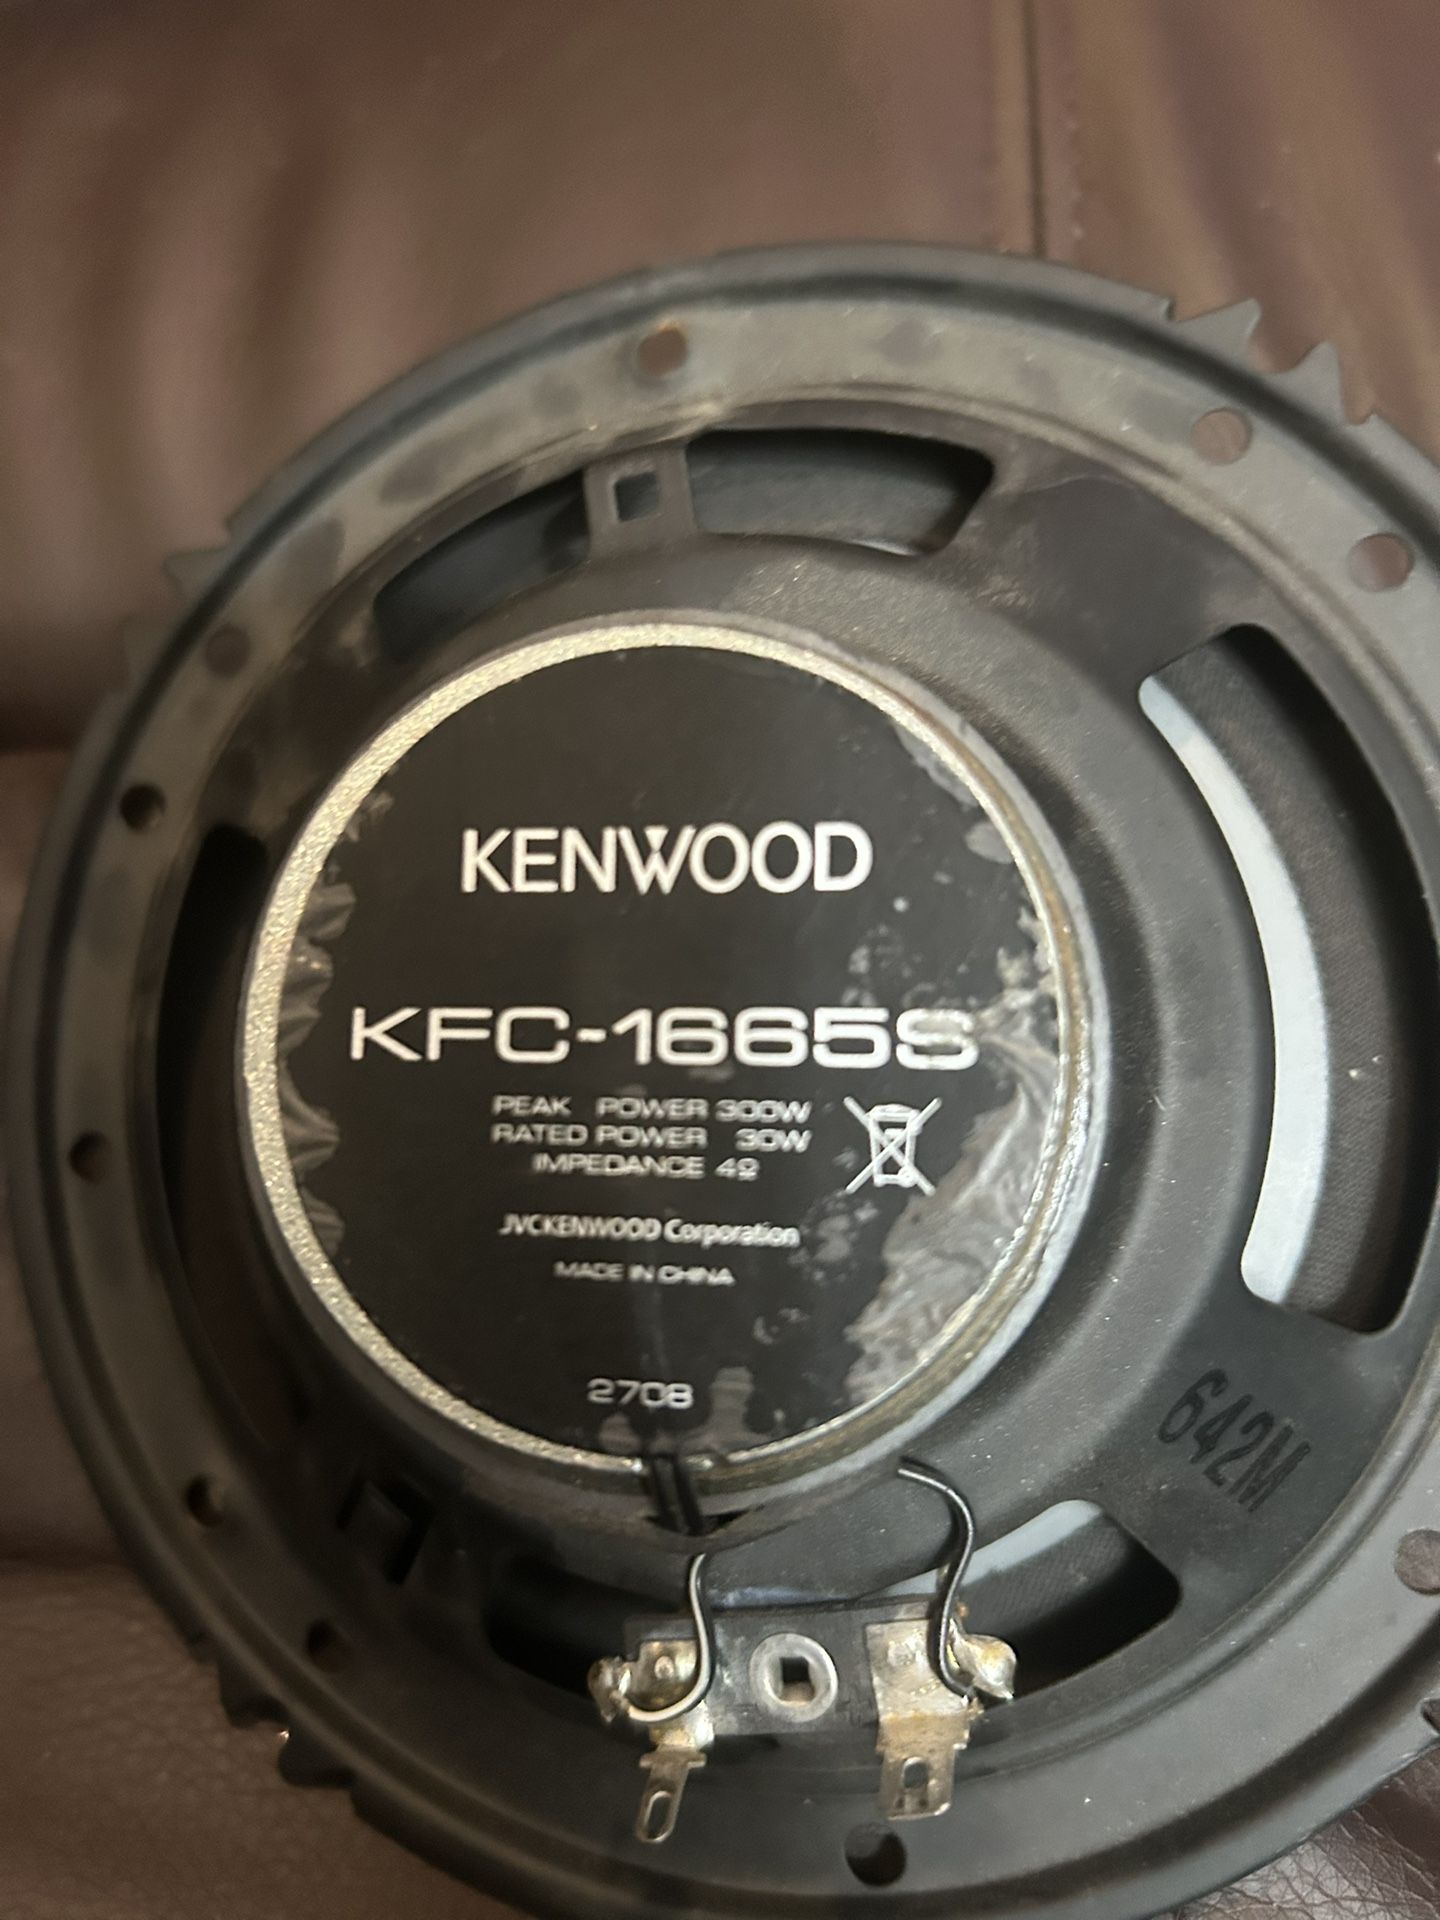 KENWOOD
KFC-1665S
PEAK POWER 300W
RATED POWER 30W
IMPEDANCE 4Ω
JVCKENWOOD Corporation
MADE IN CHINA
2708
642M